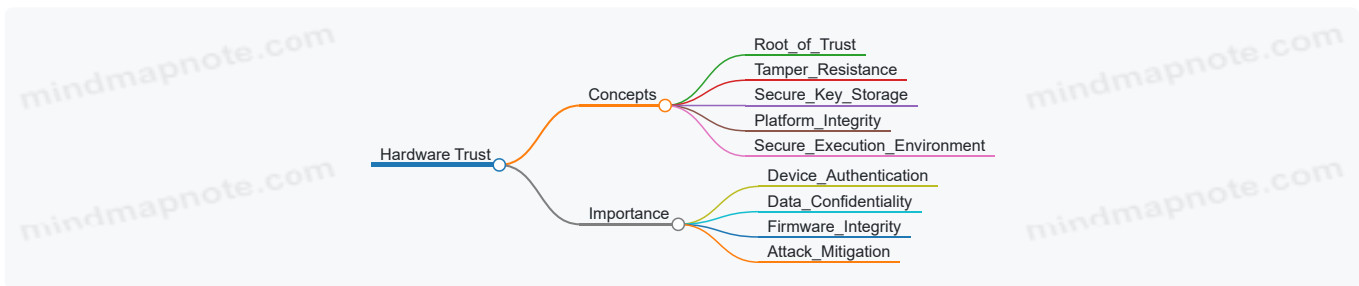 mindmapnote.com
mindmapnote.com
Hardware Trust
Concepts
Root_of_Trust
Tamper_Resistance
Secure_Key_Storage
Platform_Integrity
Secure_Execution_Environment
Importance
Device_Authentication
Data_Confidentiality
Firmware_Integrity
Attack_Mitigation
mindmapnote.com
mindmapnote.com